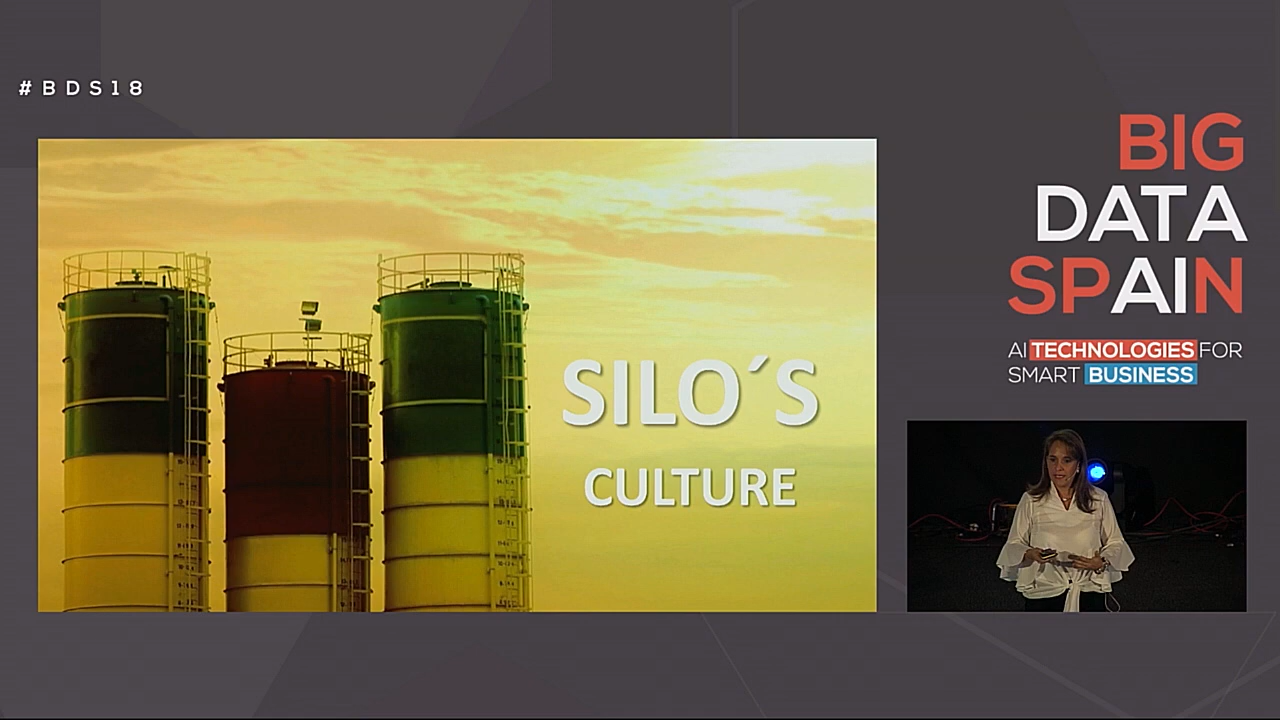 #BDS18
BIG
DATA
SPAIN
AI TECHNOLOGIES FOR
SMART BUSINESS
SILO´S
CULTURE